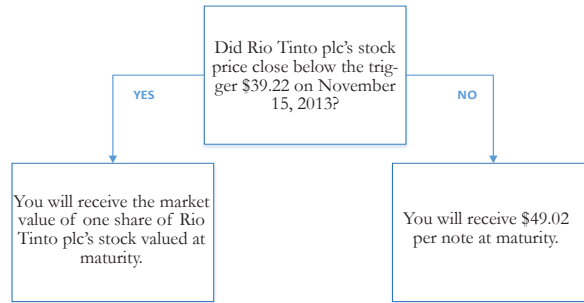 Did Rio Tinto plc's stock
price close below the trig-
ger $39.22 on November
15, 2013?
YES
NO
You will receive the market
value of one share of Rio
Tinto plc's stock valued at
maturity.
You will receive $49.02
per note at maturity.